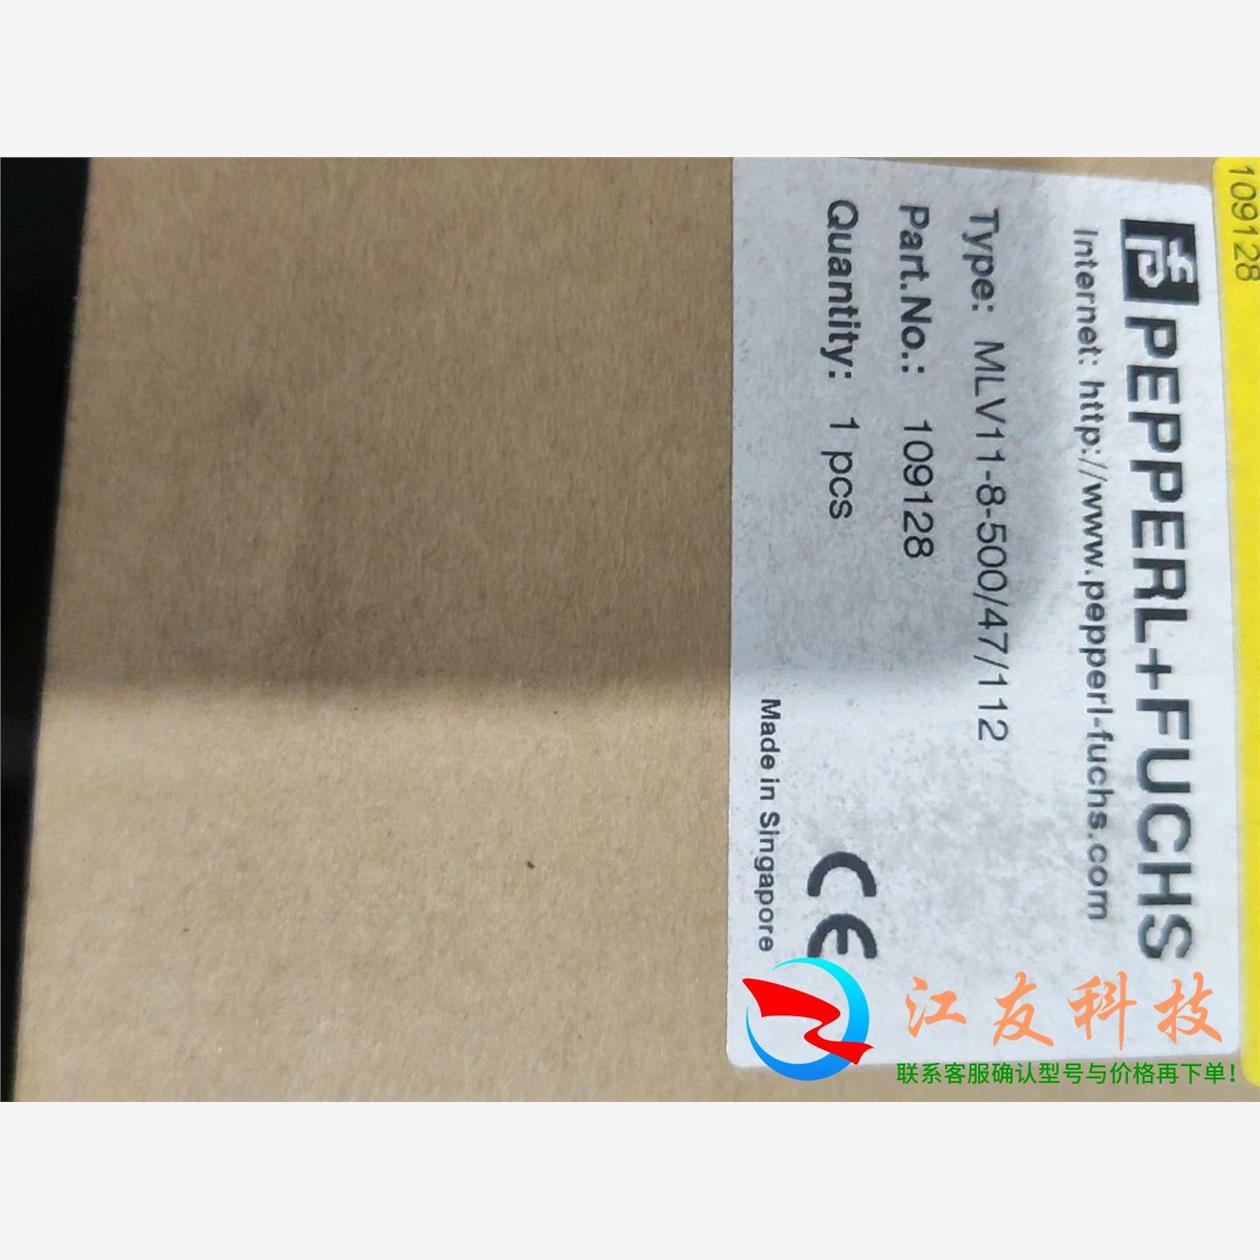 109128
PEPPERL+FUCHS
Internet: http://www.pepperl-fuchs.com
Type: MLV11-8-500/47/112
Part.No.: 109128
Quantity: 1 pcs
Made in Singapore
CE
江友科技
联系客服确认型号与价格再下单！